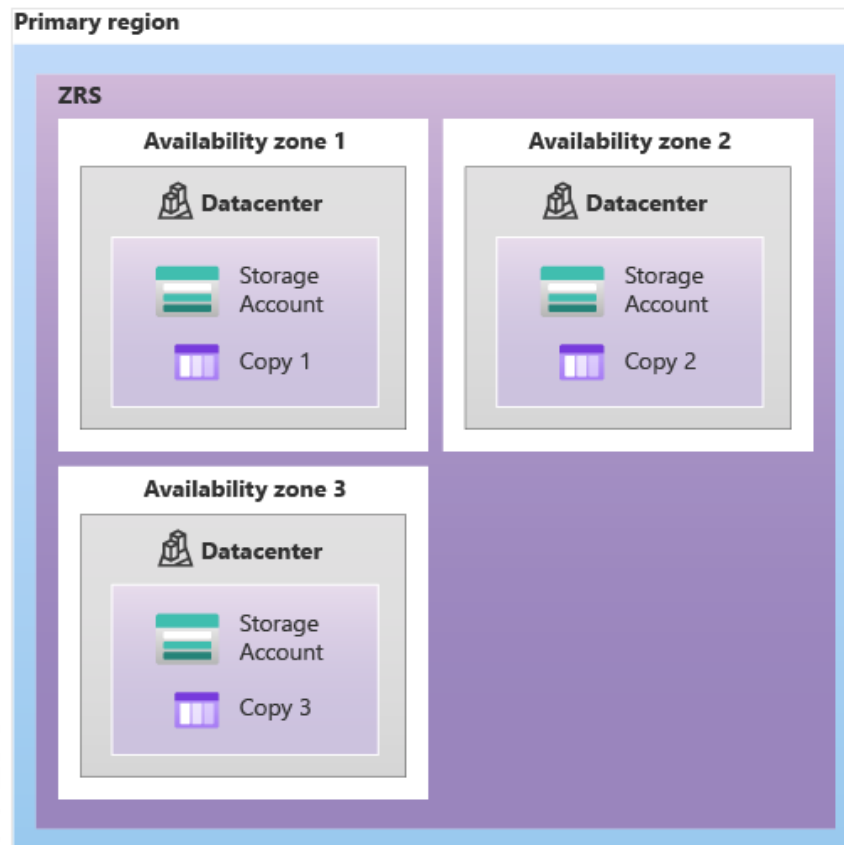 Primary region
ZRS
Availability zone 1
Datacenter
Storage
Account
Copy 1
Availability zone 2
Datacenter
Storage
Account
Copy 2
Availability zone 3
Datacenter
Storage
Account
Copy 3